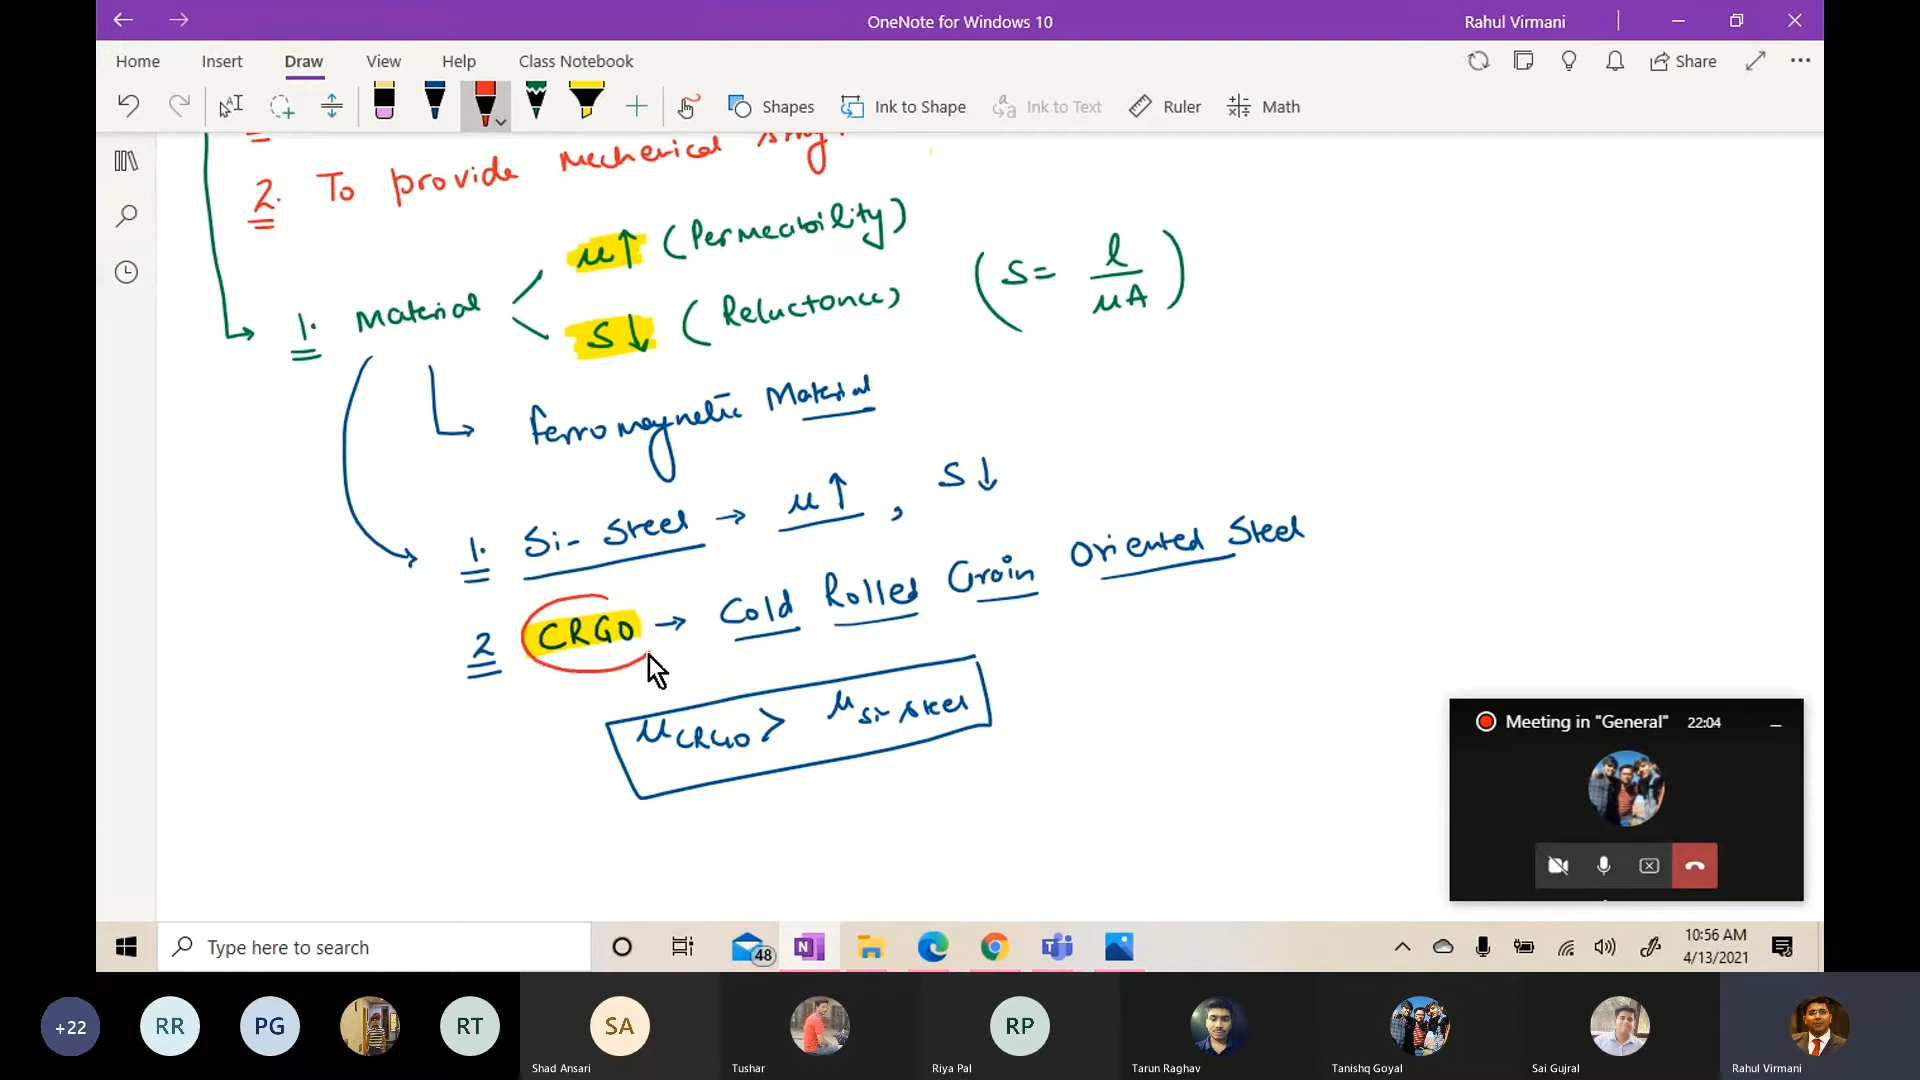 OneNote for Windows 10
Rahul Virmani
Home Insert Draw View Help Class Notebook
Share
Shapes Ink to Shape Ink to Text Ruler Math
2. To provide Mechenical
μ↑ (Permeability)
1. Material
S↓ (Reluctance)
(S= l/μA)
ferromagnetic Material
1. Si- Steel → μ↑, S↓
2 CRGO → Cold Rolled Grain Oriented Steel
μCRGO > μSi-steel
Meeting in "General" 22:04
Type here to search
48
10:56 AM
4/13/2021
+22 RR PG RT SA RP
Shad Ansari Tushar Riya Pal Tarun Raghav Tanishq Goyal Sai Gujral Rahul Virmani